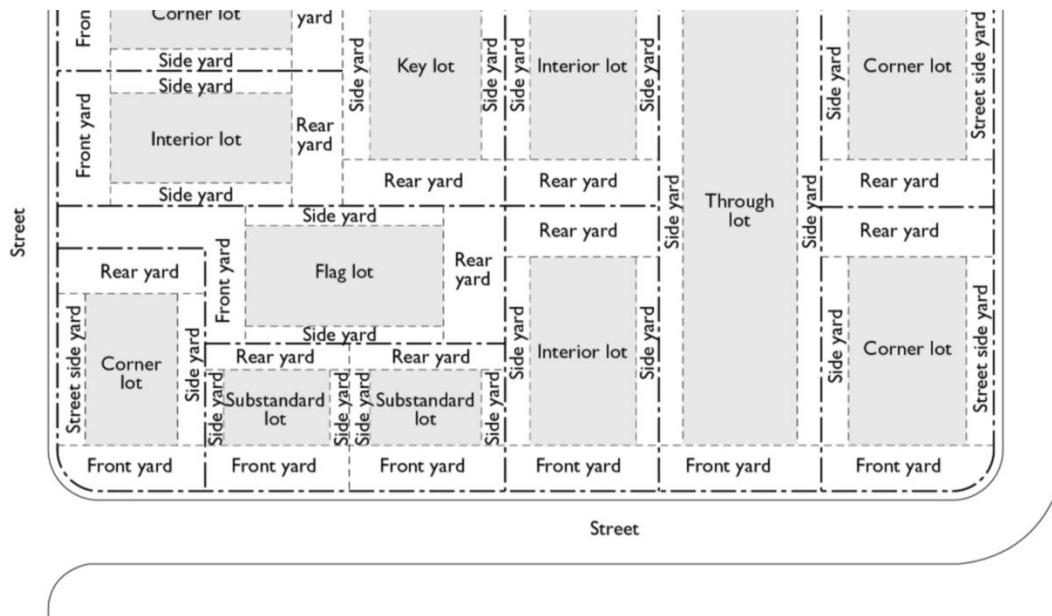 Corner lot
yard
Front
Side yard
Side yard
Key lot
Side yard
Side yard
Interior lot
Side yard
Side yard
Corner lot
Street side yard
Side yard
Front yard
Interior lot
Rear
yard
Side yard
Rear yard
Rear yard
Rear yard
Side yard
Through
lot
Side yard
Street
Side yard
Front yard
Flag lot
Rear
yard
Side yard
Rear yard
Rear yard
Rear yard
Street side yard
Corner
lot
Side yard
Rear yard
Rear yard
Side yard
Substandard
lot
Side yard
Side yard
Substandard
lot
Side yard
Side yard
Interior lot
Side yard
Side yard
Corner lot
Street side yard
Front yard
Front yard
Front yard
Front yard
Front yard
Front yard
Street